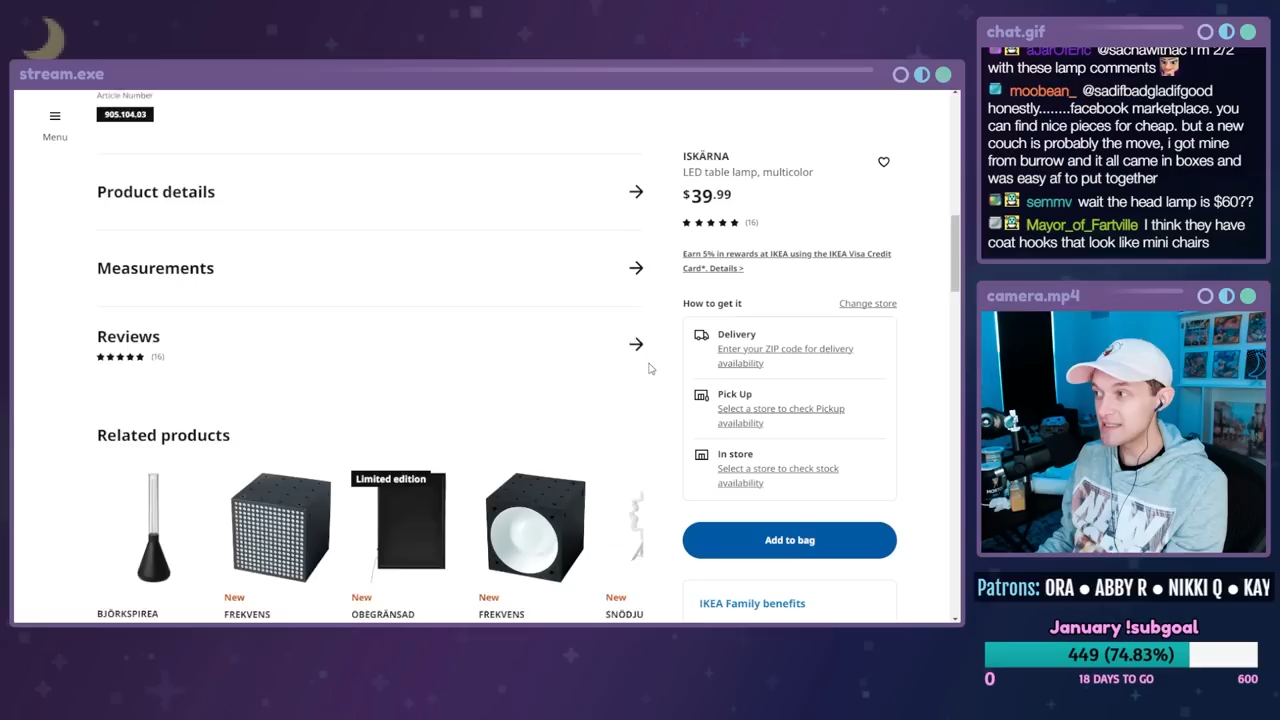 stream.exe
Article Number
905.104.03
Menu
Product details
Measurements
Reviews
(16)
Related products
Limited edition
BJÖRKSPIREA
New
FREKVENS
New
OBEGRÄNSAD
New
FREKVENS
New
SNÖDJU
ISKÄRNA
LED table lamp, multicolor
$39.99
(16)
Earn 5% in rewards at IKEA using the IKEA Visa Credit
Card*. Details >
How to get it
Change store
Delivery
Enter your ZIP code for delivery
availability
Pick Up
Select a store to check Pickup
availability
In store
Select a store to check stock
availability
Add to bag
IKEA Family benefits
chat.gif
aJarOfEric @sachawithac i'm 2/2
with these lamp comments
moobean_ @sadifbadgladifgood
honestly........facebook marketplace. you
can find nice pieces for cheap. but a new
couch is probably the move, i got mine
from burrow and it all came in boxes and
was easy af to put together
semmv wait the head lamp is $60??
Mayor_of_Fartville I think they have
coat hooks that look like mini chairs
camera.mp4
Patrons: ORA ● ABBY R ● NIKKI Q ● KAY
January !subgoal
449 (74.83%)
0
18 DAYS TO GO
600